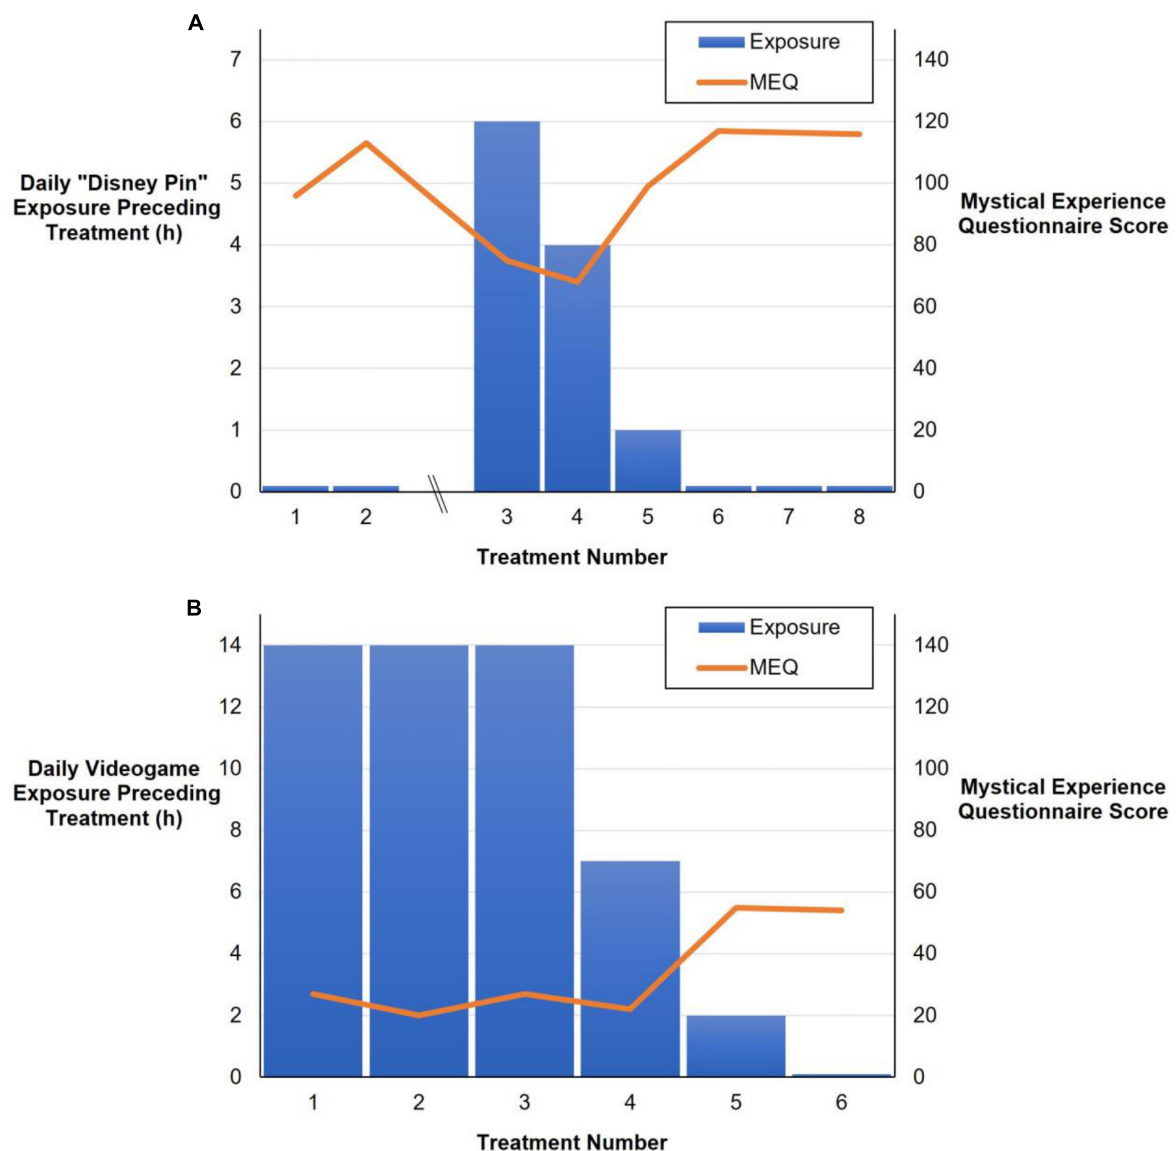 A
Exposure
MEQ
7
6
5
4
3
2
1
0
140
120
100
80
60
40
20
0
Daily "Disney Pin"
Exposure Preceding
Treatment (h)
Mystical Experience
Questionnaire Score
1 2 3 4 5 6 7 8
Treatment Number
B
Exposure
MEQ
14
12
10
8
6
4
2
0
140
120
100
80
60
40
20
0
Daily Videogame
Exposure Preceding
Treatment (h)
Mystical Experience
Questionnaire Score
1 2 3 4 5 6
Treatment Number